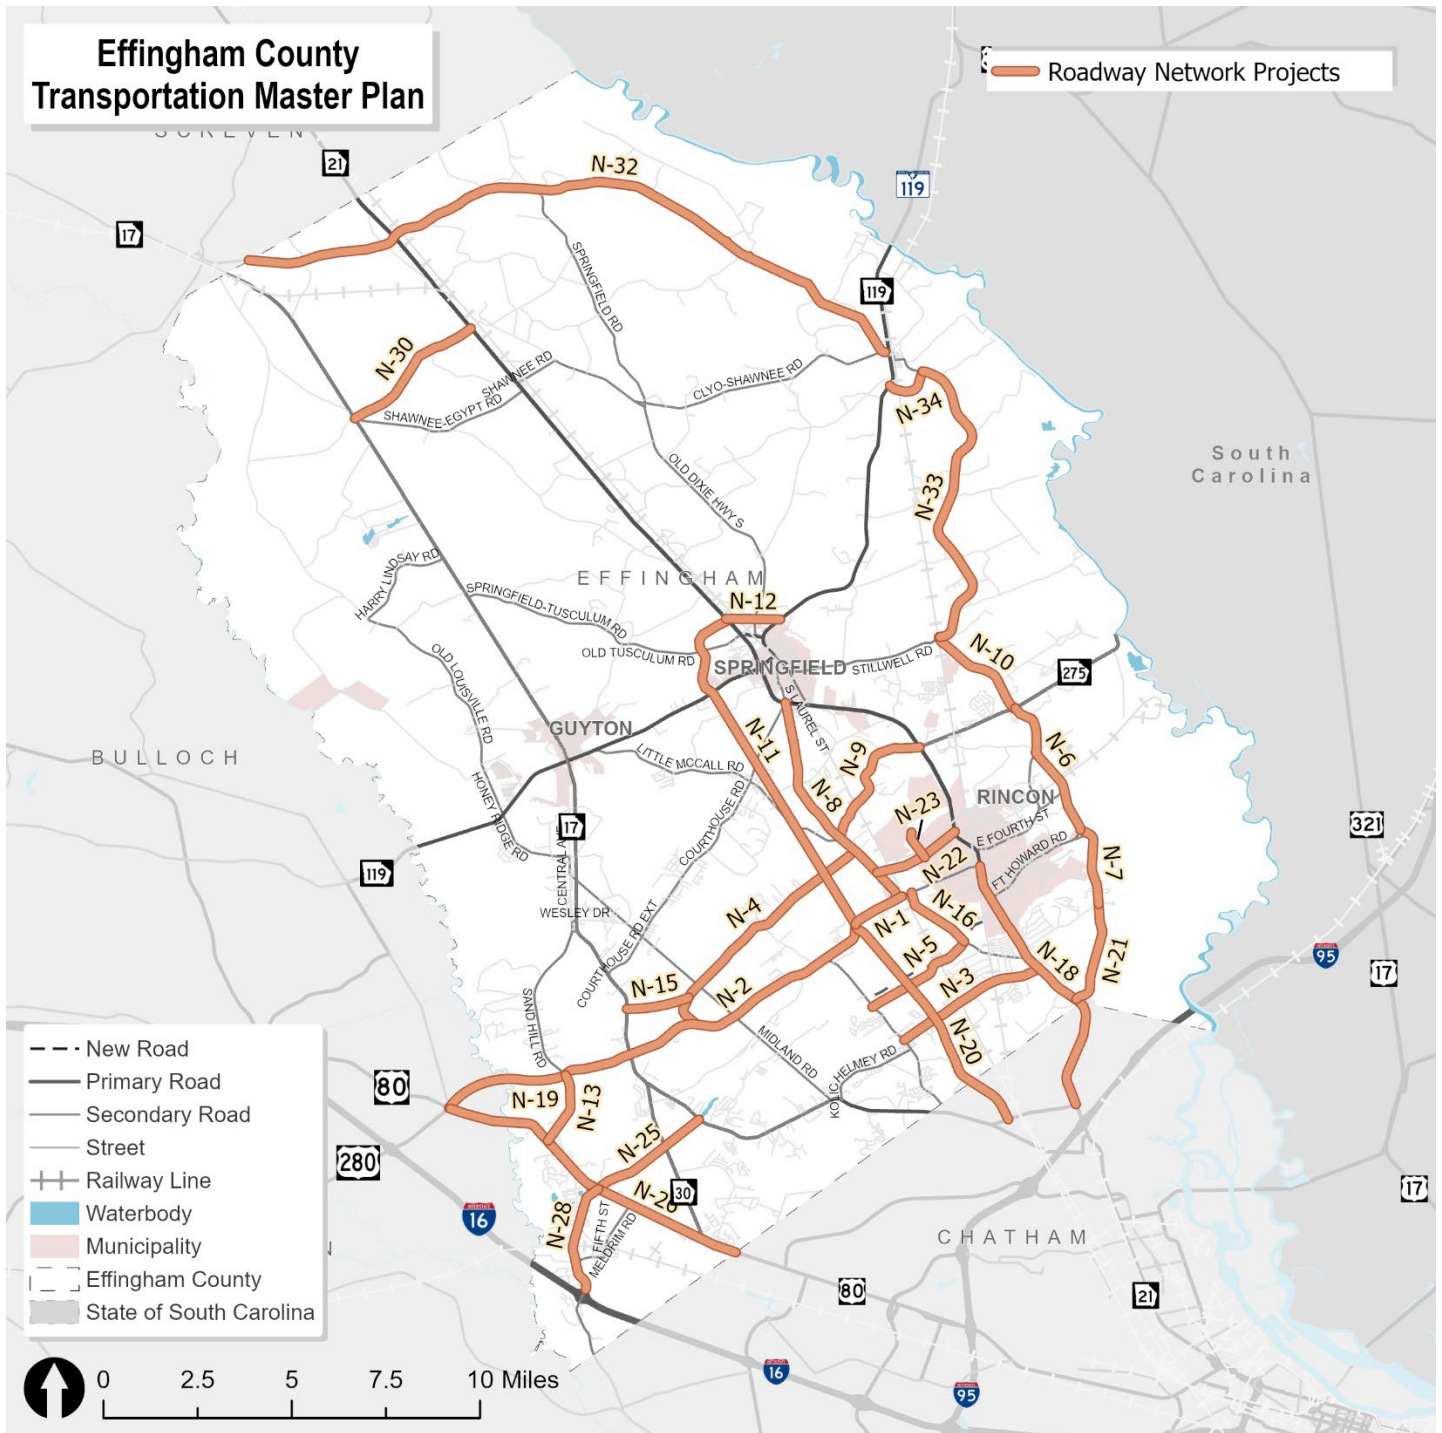 Effingham County
Transportation Master Plan
Roadway Network Projects
SCREVEN
21
17
119
N-32
SPRINGFIELD RD
119
N-30
SHAWNEE RD
SHAWNEE-EGYPT RD
CLYO-SHAWNEE RD
N-34
South
Carolina
OLD DIXIE HWY S
N-33
HARRY LINDSAY RD
EFFINGHAM
SPRINGFIELD-TUSCULUM RD
N-12
OLD TUSCULUM RD
SPRINGFIELD
STILLWELL RD
N-10
275
OLD LOUISVILLE RD
S LAUREL ST
GUYTON
N-11
N-9
N-6
BULLOCH
LITTLE MCCALL RD
HONEY RIDGE RD
COURTHOUSE RD
N-8
RINCON
N-23
E FOURTH ST
321
17
CENTRAL AVE
119
N-22
FT HOWARD RD
N-7
WESLEY DR
N-4
N-1
N-16
COURTHOUSE RD EXT
N-5
N-18
N-21
95
17
N-15
N-2
N-3
SAND HILL RD
MIDLAND RD
N-20
KOLIC HELMEY RD
80
N-19
N-13
N-25
280
30
17
16
N-28
FIFTH ST
MELDRIM RD
CHATHAM
80
21
16
95
New Road
Primary Road
Secondary Road
Street
Railway Line
Waterbody
Municipality
Effingham County
State of South Carolina
0 2.5 5 7.5 10 Miles